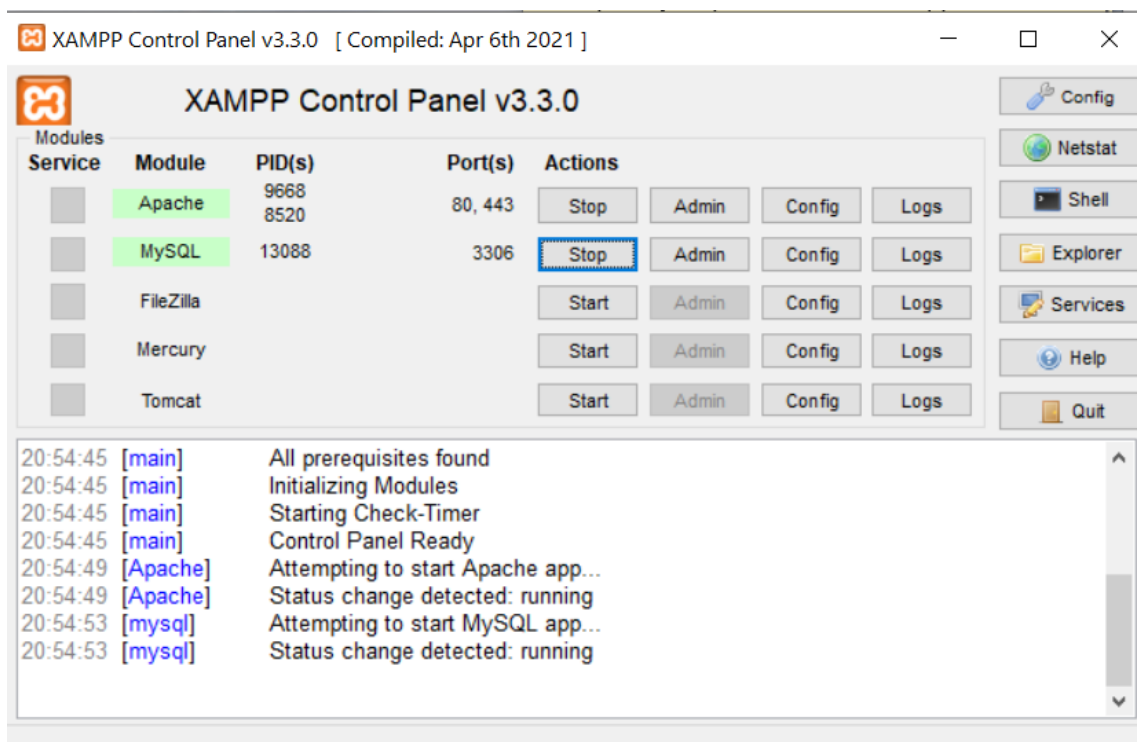 XAMPP Control Panel v3.3.0 [ Compiled: Apr 6th 2021 ]
XAMPP Control Panel v3.3.0
Config
Modules
Service Module PID(s) Port(s) Actions
Netstat
Apache 9668 8520 80, 443 Stop Admin Config Logs
Shell
MySQL 13088 3306 Stop Admin Config Logs
Explorer
FileZilla Start Admin Config Logs
Services
Mercury Start Admin Config Logs
Help
Tomcat Start Admin Config Logs
Quit
20:54:45 [main] All prerequisites found
20:54:45 [main] Initializing Modules
20:54:45 [main] Starting Check-Timer
20:54:45 [main] Control Panel Ready
20:54:49 [Apache] Attempting to start Apache app...
20:54:49 [Apache] Status change detected: running
20:54:53 [mysql] Attempting to start MySQL app...
20:54:53 [mysql] Status change detected: running